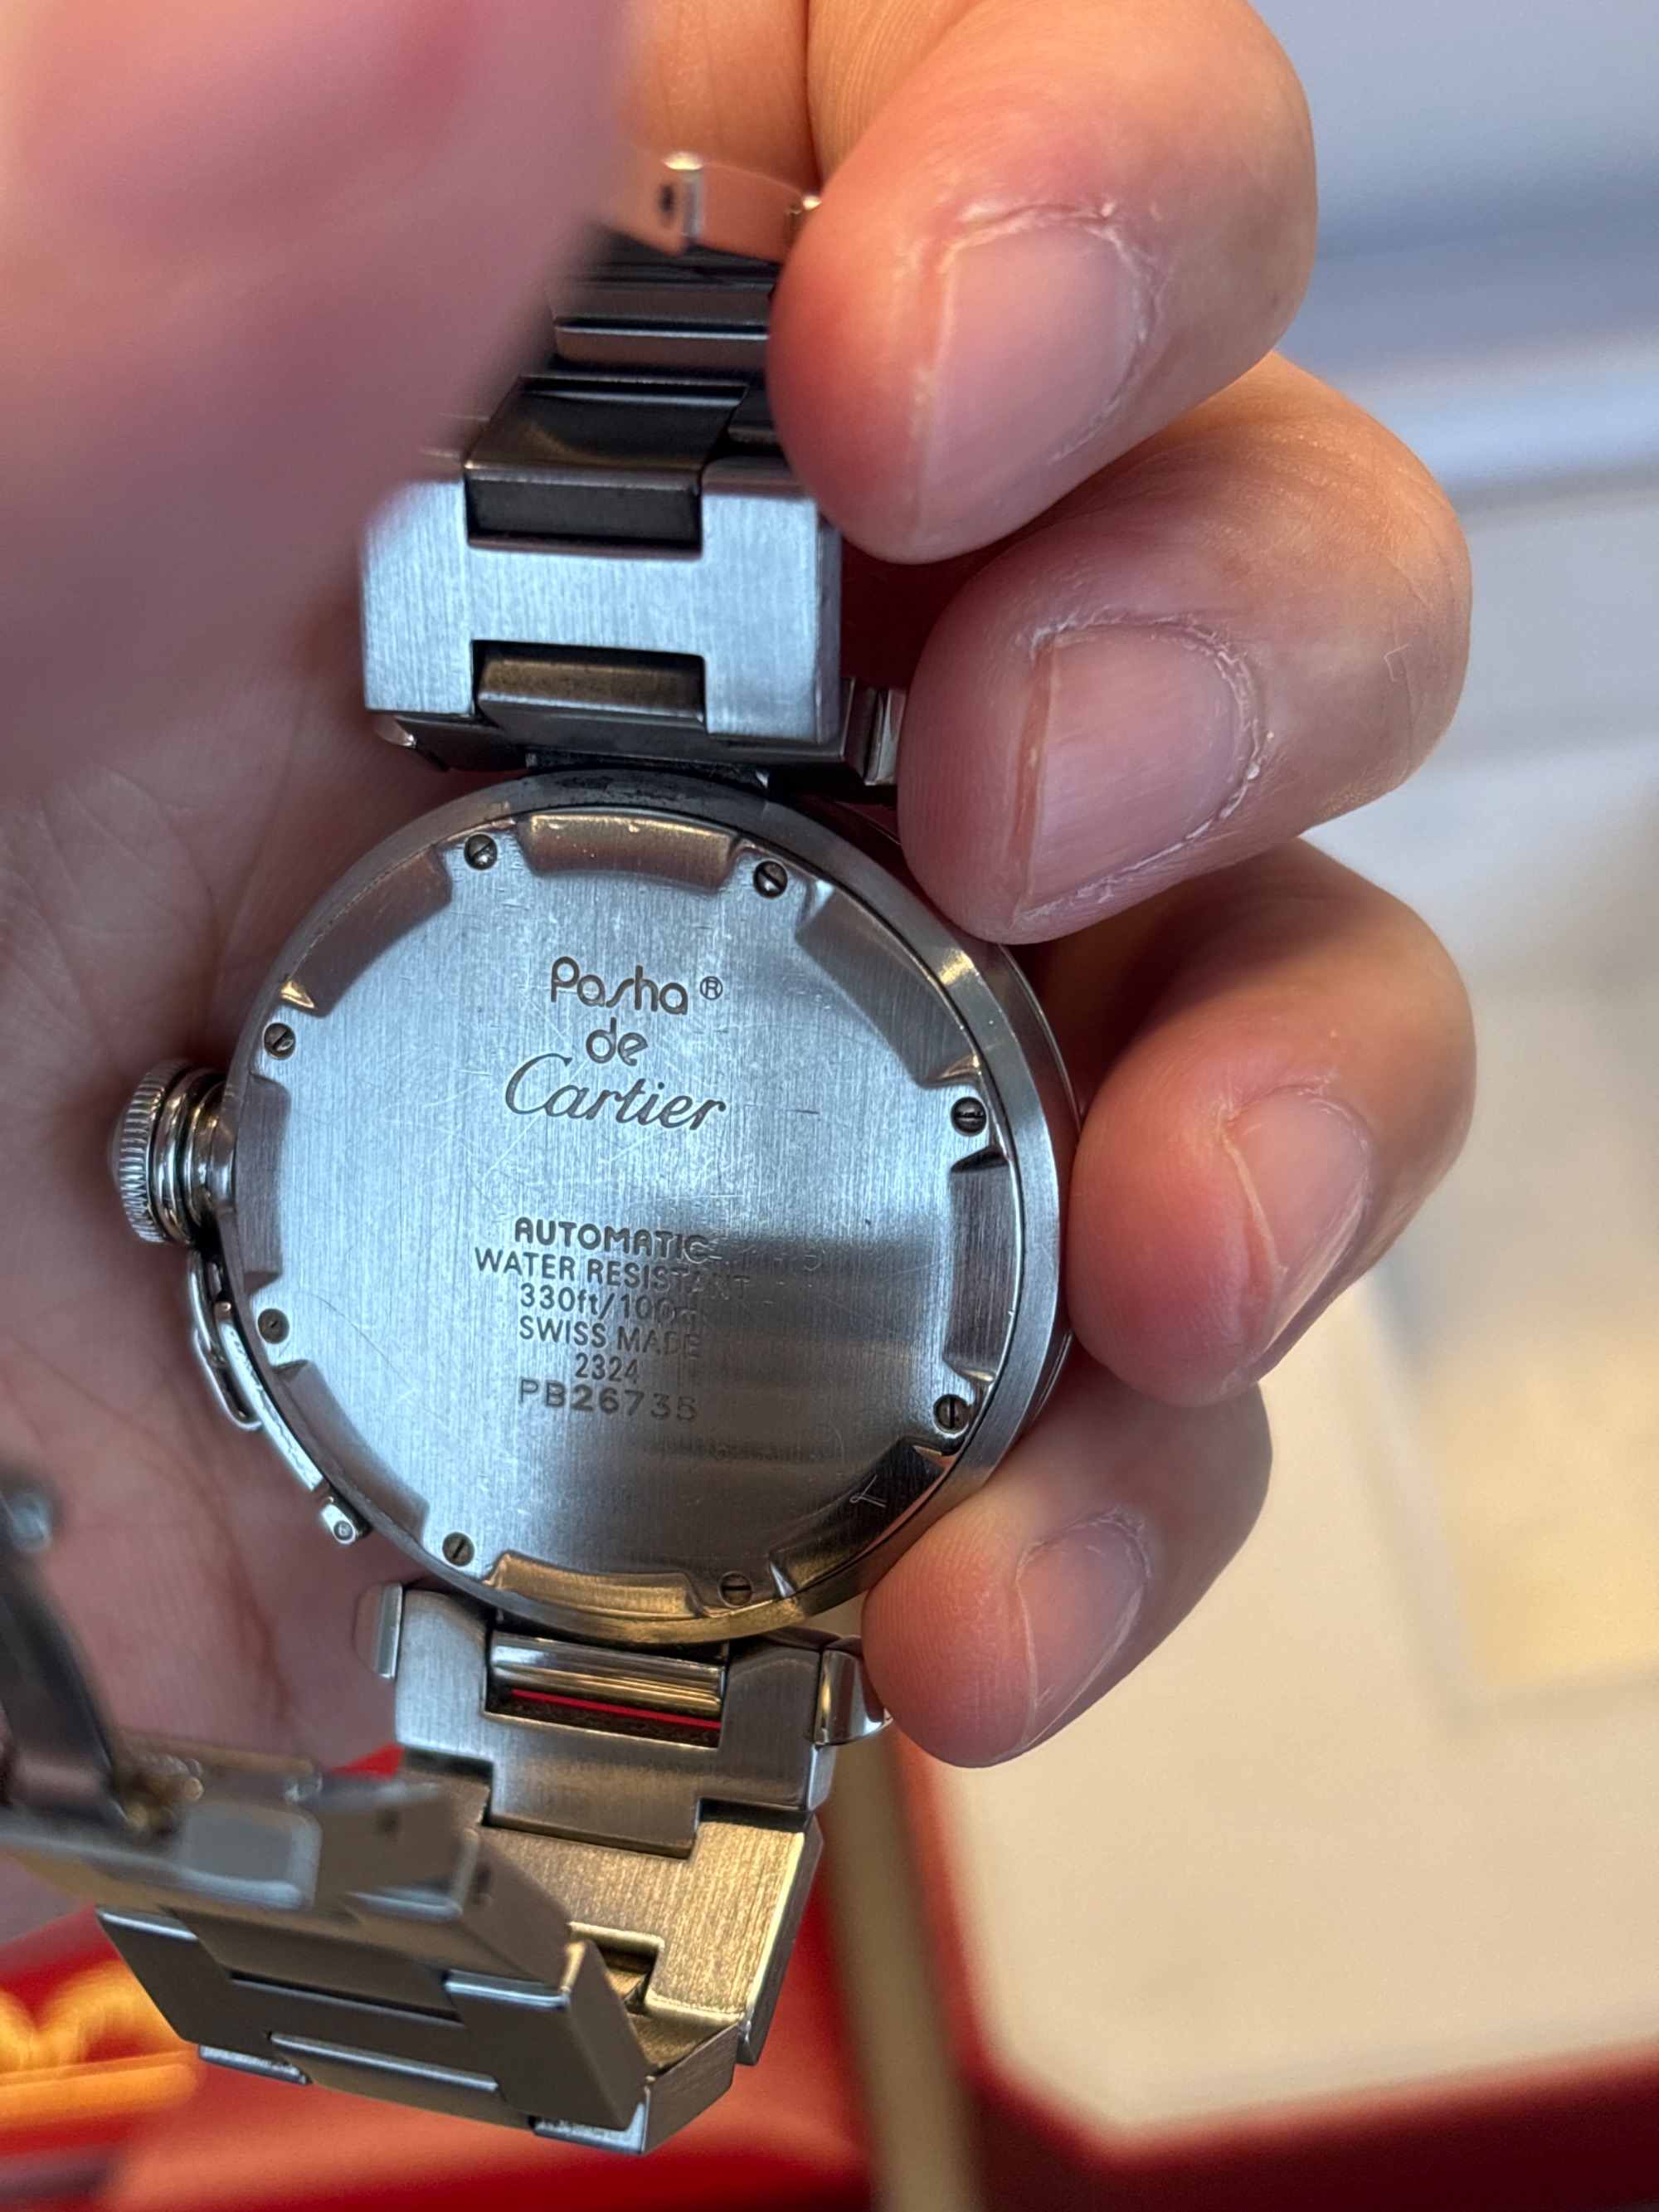 Pasha ®
de
Cartier
AUTOMATIC
WATER RESISTANT
330ft/100m
SWISS MADE
2324
PB26735